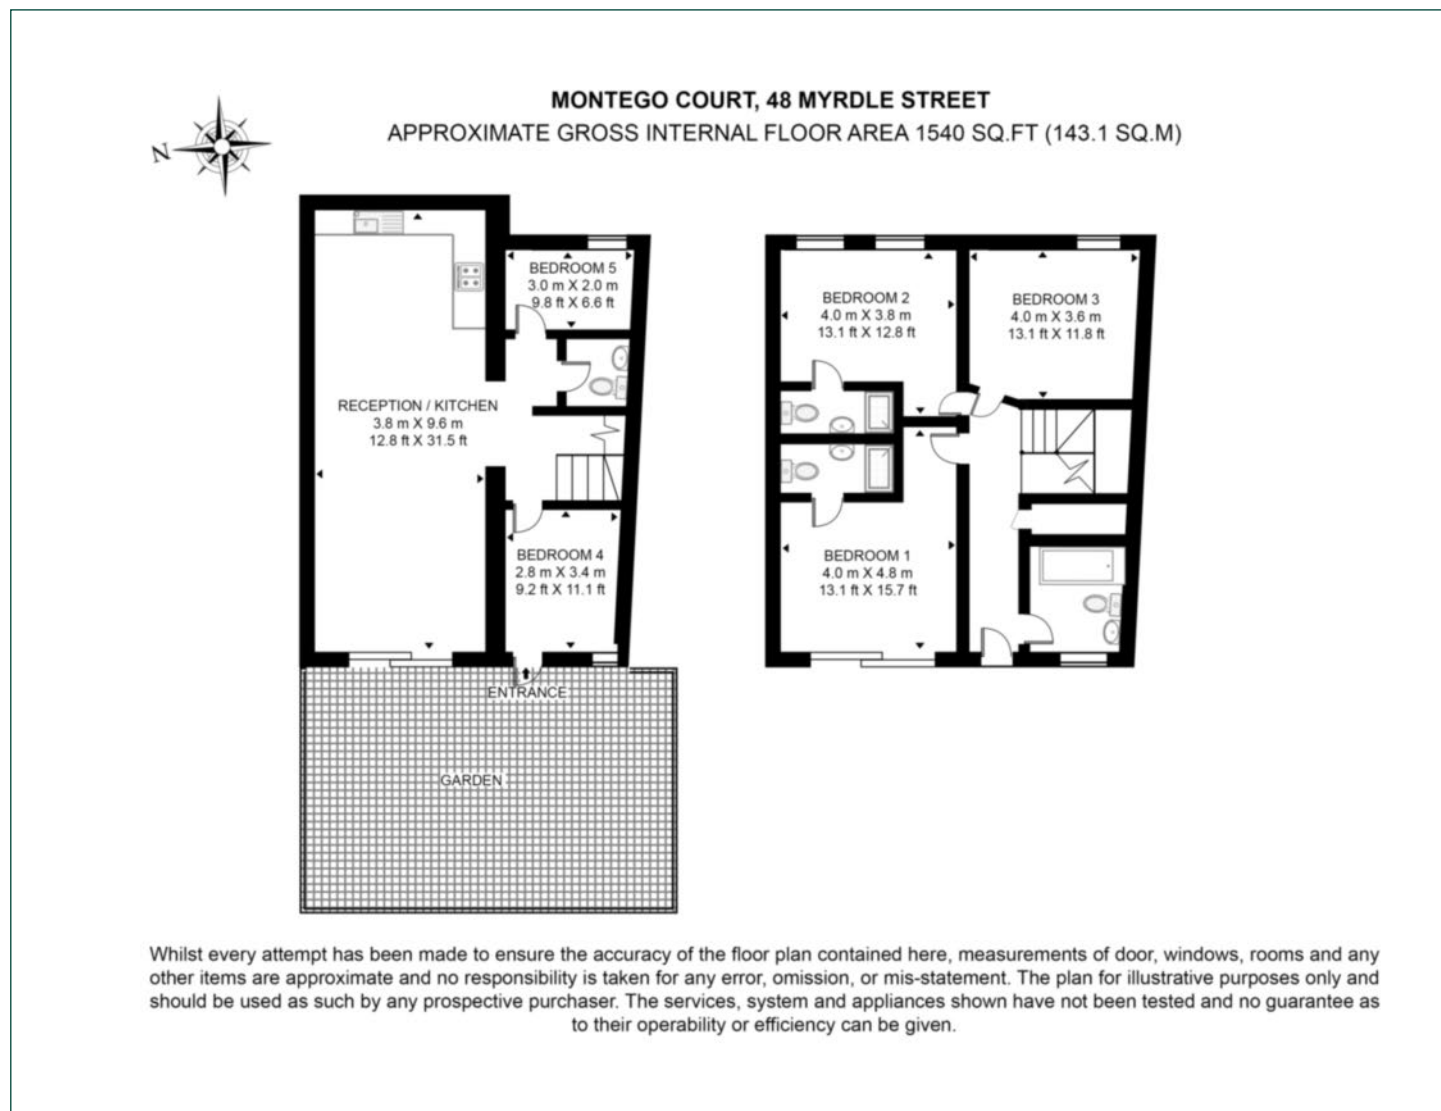 MONTEGO COURT, 48 MYRDLE STREET
APPROXIMATE GROSS INTERNAL FLOOR AREA 1540 SQ.FT (143.1 SQ.M)
N
BEDROOM 5
3.0 m X 2.0 m
9.8 ft X 6.6 ft
RECEPTION / KITCHEN
3.8 m X 9.6 m
12.8 ft X 31.5 ft
BEDROOM 4
2.8 m X 3.4 m
9.2 ft X 11.1 ft
ENTRANCE
GARDEN
BEDROOM 2
4.0 m X 3.8 m
13.1 ft X 12.8 ft
BEDROOM 3
4.0 m X 3.6 m
13.1 ft X 11.8 ft
BEDROOM 1
4.0 m X 4.8 m
13.1 ft X 15.7 ft
Whilst every attempt has been made to ensure the accuracy of the floor plan contained here, measurements of door, windows, rooms and any
other items are approximate and no responsibility is taken for any error, omission, or mis-statement. The plan for illustrative purposes only and
should be used as such by any prospective purchaser. The services, system and appliances shown have not been tested and no guarantee as
to their operability or efficiency can be given.